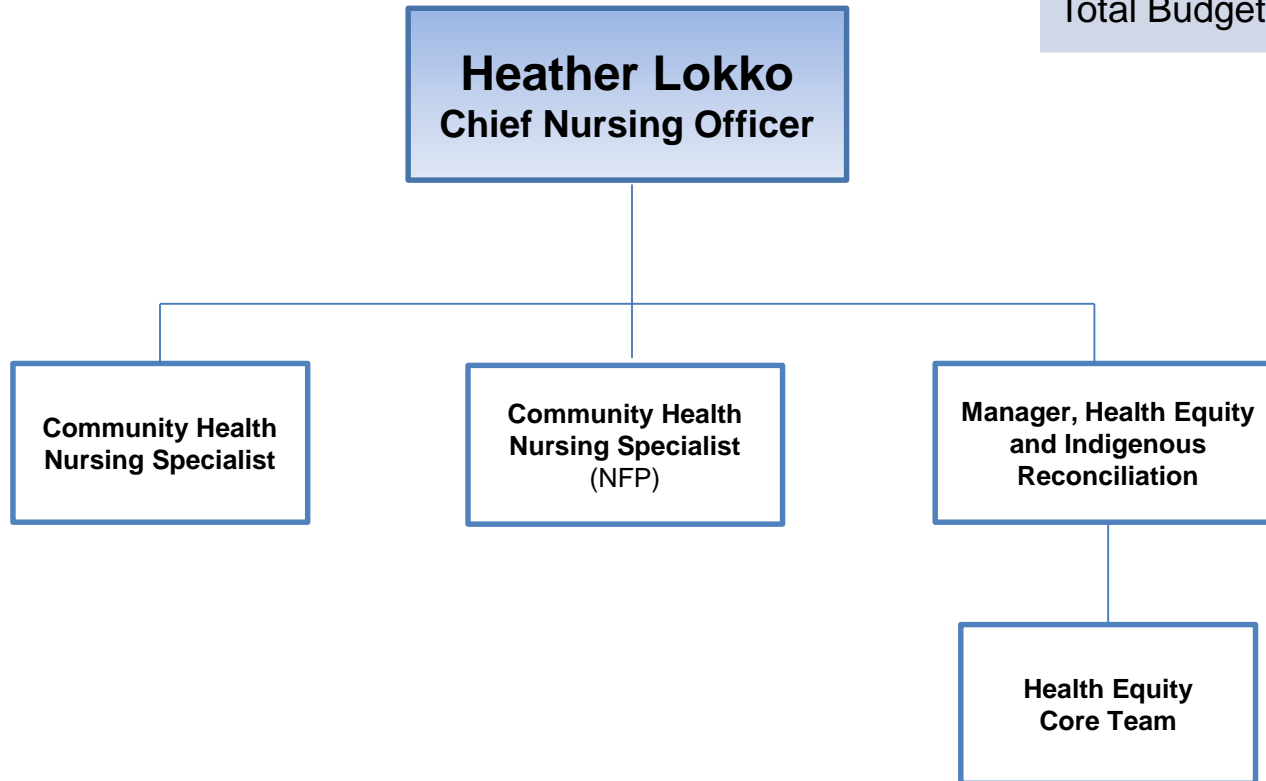 Total Budget
Heather Lokko
Chief Nursing Officer
Community Health
Nursing Specialist
Community Health
Nursing Specialist
(NFP)
Manager, Health Equity
and Indigenous
Reconciliation
Health Equity
Core Team